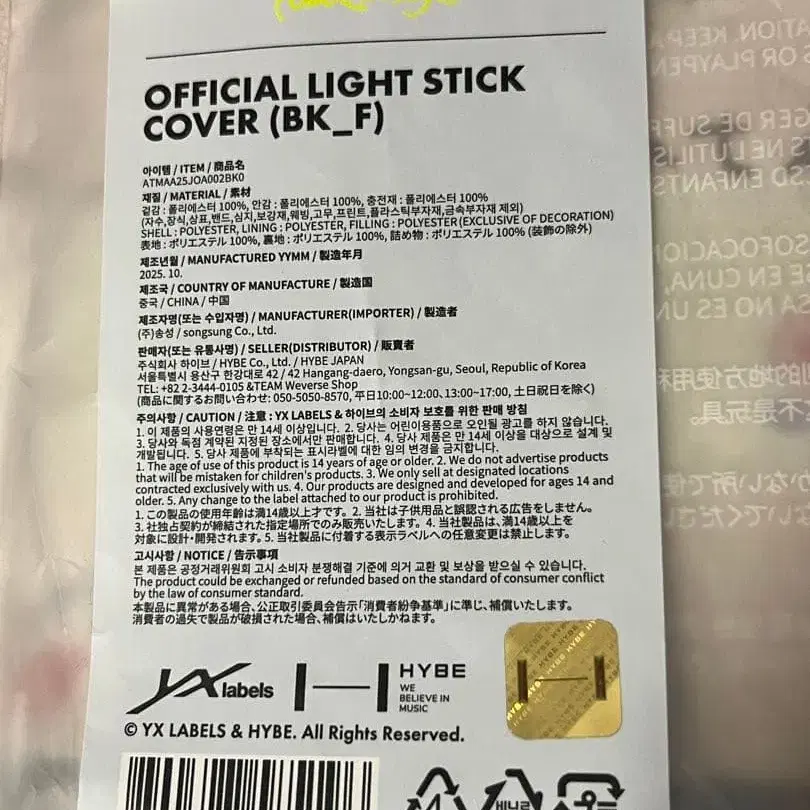 OFFICIAL LIGHT STICK
COVER (BK_F)
아이템 / ITEM / 商品名
ATMAA25JOA002BK0
재질 / MATERIAL / 素材
겉감 : 폴리에스터 100%, 안감 : 폴리에스터 100%, 충전재 : 폴리에스터 100%
(자수,장식,상표,밴드,심지,보강재,웨빙,고무,프린트,플라스틱부자재,금속부자재 제외)
SHELL : POLYESTER, LINING : POLYESTER, FILLING : POLYESTER (EXCLUSIVE OF DECORATION)
表地 : ポリエステル 100%, 裏地 : ポリエステル 100%, 詰め物 : ポリエステル 100% (装飾の除外)
제조년월 / MANUFACTURED YYMM / 製造年月
2025. 10.
제조국 / COUNTRY OF MANUFACTURE / 製造国
중국 / CHINA / 中国
제조자명(또는 수입자명) / MANUFACTURER(IMPORTER) / 製造者
(주)송성 / songsung Co., Ltd.
판매자(또는 유통사명) / SELLER(DISTRIBUTOR) / 販賣者
주식회사 하이브 / HYBE Co., Ltd. / HYBE JAPAN
서울특별시 용산구 한강대로 42 / 42 Hangang-daero, Yongsan-gu, Seoul, Republic of Korea
TEL: +82 2-3444-0105 &TEAM Weverse Shop
(商品に関するお問い合わせ: 050-5050-8570, 平日10:00~12:00、13:00~17:00, 土日祝日を除く)
주의사항 / CAUTION / 注意 : YX LABELS & 하이브의 소비자 보호를 위한 판매 방침
1. 이 제품의 사용연령은 만 14세 이상입니다. 2. 당사는 어린이용품으로 오인될 광고를 하지 않습니다.
3. 당사와 독점 계약된 지정된 장소에서만 판매합니다. 4. 당사 제품은 만 14세 이상을 대상으로 설계 및
개발됩니다. 5. 당사 제품에 부착되는 표시라벨에 대한 임의 변경을 금지합니다.
1. The age of use of this product is 14 years of age or older. 2. We do not advertise products
that will be mistaken for children's products. 3. We only sell at designated locations
contracted exclusively with us. 4. Our products are designed and developed for ages 14 and
older. 5. Any change to the label attached to our product is prohibited.
1. この製品の使用年齢は満14歳以上才です。2. 当社は子供用品と誤認される広告をしません。
3. 社独占契約が締結された指定場所でのみ販売いたします。4. 当社製品は、満14歳以上を
対象に設計・開発されます。5. 当社製品に付着する表示ラベルへの任意変更は禁止します。
고시사항 / NOTICE / 告示事項
본 제품은 공정거래위원회 고시 소비자 분쟁해결 기준에 의거 교환 및 보상을 받으실 수 있습니다.
The product could be exchanged or refunded based on the standard of consumer conflict
by the law of consumer standard.
本製品に異常がある場合、公正取引委員会告示「消費者紛争基準」に準じ、補償いたします。
消費者の過失で製品が破損された場合、補償はいたしかねます。
YX labels
HYBE
WE
BELIEVE IN
MUSIC
© YX LABELS & HYBE. All Rights Reserved.
비닐류